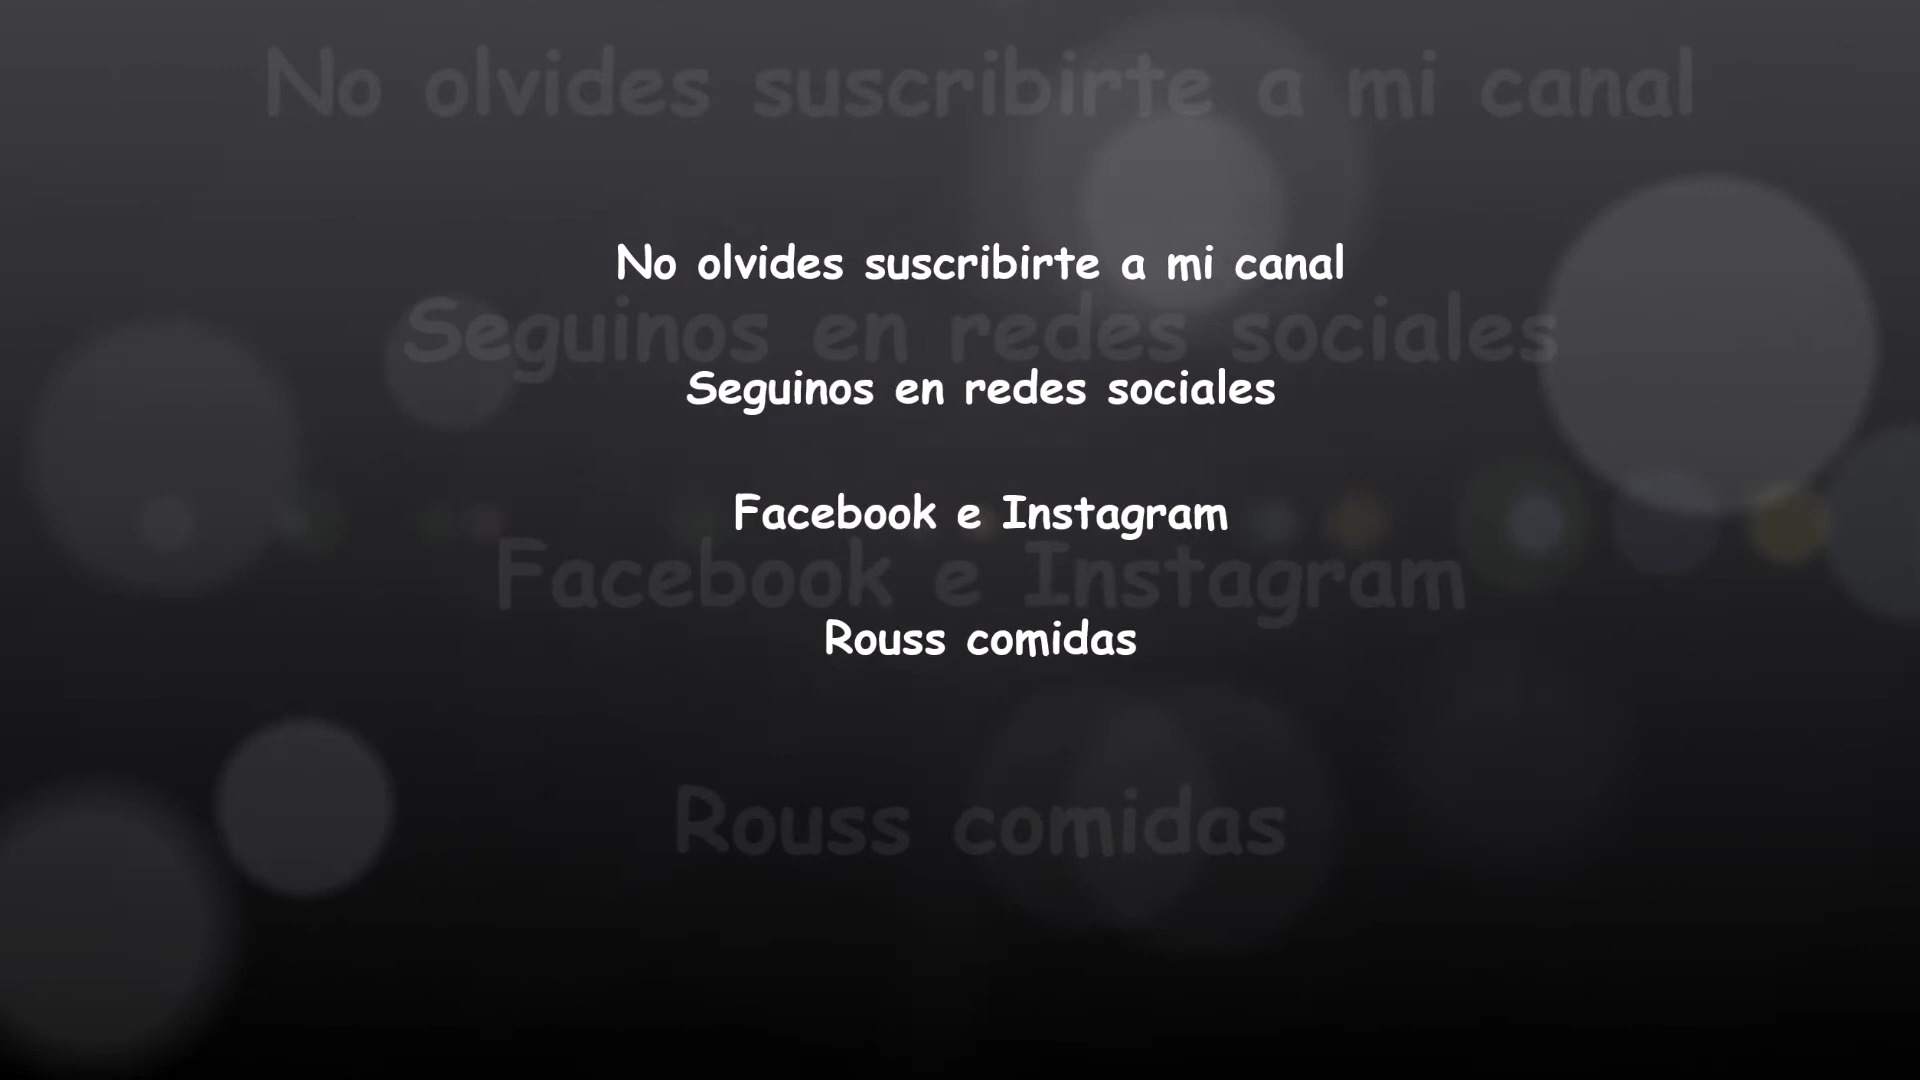 No olvides suscribirte a mi canal
No olvides suscribirte a mi canal
Seguinos en redes sociales
Seguinos en redes sociales
Facebook e Instagram
Facebook e Instagram
Rouss comidas
Rouss comidas